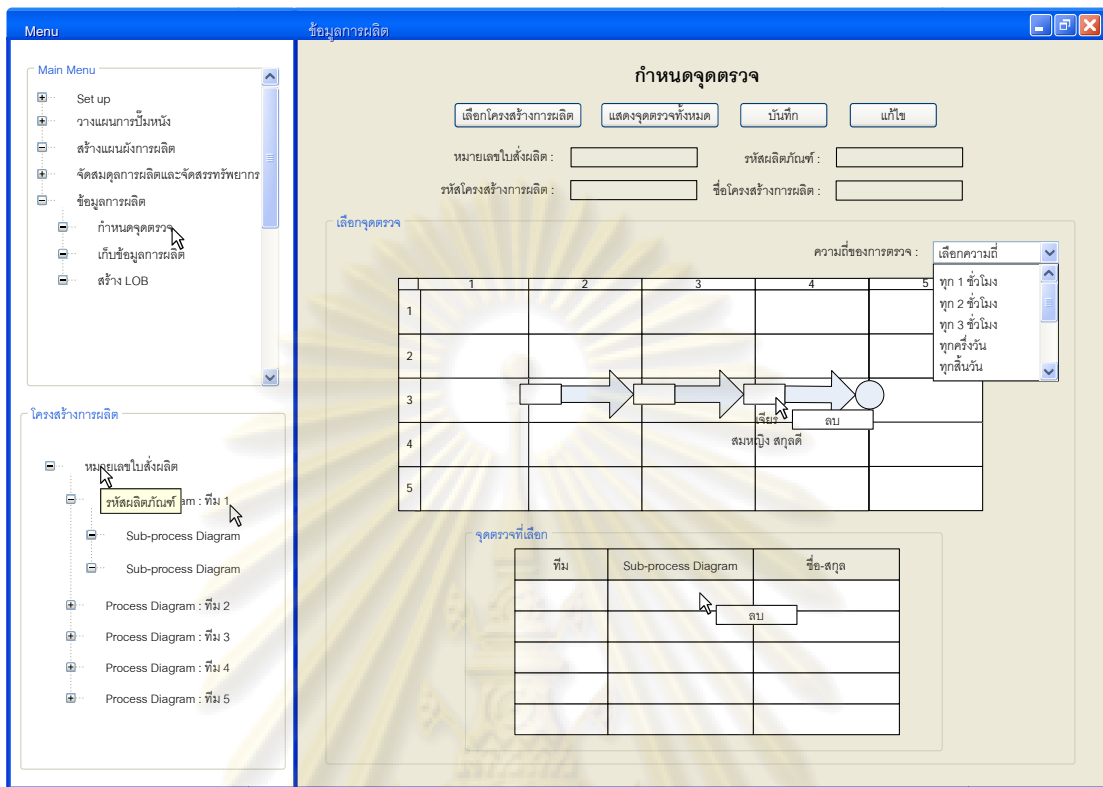 Menu
Main Menu
Set up
วางแผนการปั๊มหนัง
สร้างแผนผังการผลิต
จัดสมดุลการผลิตและจัดสรรทรัพยากร
ข้อมูลการผลิต
กำหนดจุดตรวจ
เก็บข้อมูลการผลิต
สร้าง LOB
โครงสร้างการผลิต
หมายเลขใบสั่งผลิต
รหัสผลิตภัณฑ์ am : ทีม 1
Sub-process Diagram
Sub-process Diagram
Process Diagram : ทีม 2
Process Diagram : ทีม 3
Process Diagram : ทีม 4
Process Diagram : ทีม 5
ข้อมูลการผลิต
กำหนดจุดตรวจ
เลือกโครงสร้างการผลิต แสดงจุดตรวจทั้งหมด บันทึก แก้ไข
หมายเลขใบสั่งผลิต : รหัสผลิตภัณฑ์ :
รหัสโครงสร้างการผลิต : ชื่อโครงสร้างการผลิต :
เลือกจุดตรวจ
ความถี่ของการตรวจ : เลือกความถี่
ทุก 1 ชั่วโมง
ทุก 2 ชั่วโมง
ทุก 3 ชั่วโมง
ทุกครึ่งวัน
ทุกสิ้นวัน
1 2 3 4 5
1
2
3
เจียร ลบ
4 สมหญิง สกุลดี
5
จุดตรวจที่เลือก
ทีม Sub-process Diagram ชื่อ-สกุล
ลบ